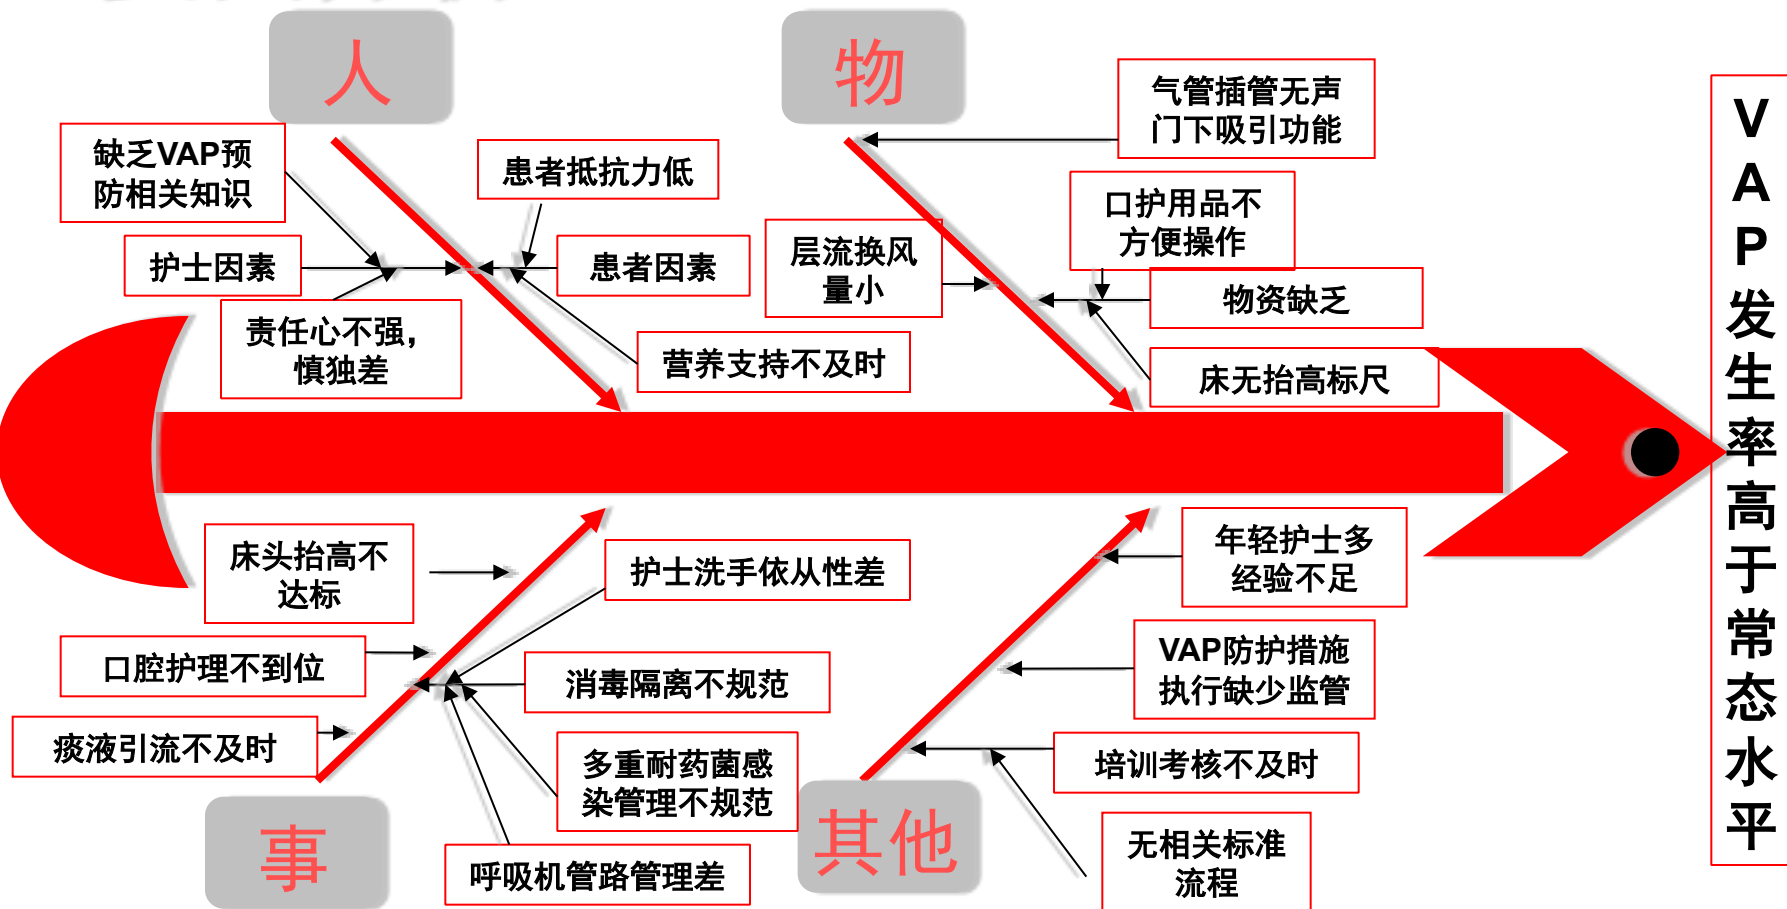 人
物
气管插管无声
门下吸引功能
缺乏VAP预
防相关知识
患者抵抗力低
口护用品不
方便操作
护士因素
患者因素
层流换风
量小
物资缺乏
责任心不强,
慎独差
营养支持不及时
床无抬高标尺
VAP发生率高于常态水平
床头抬高不
达标
护士洗手依从性差
年轻护士多
经验不足
口腔护理不到位
消毒隔离不规范
VAP防护措施
执行缺少监管
痰液引流不及时
多重耐药菌感
染管理不规范
培训考核不及时
事
呼吸机管路管理差
其他
无相关标准
流程